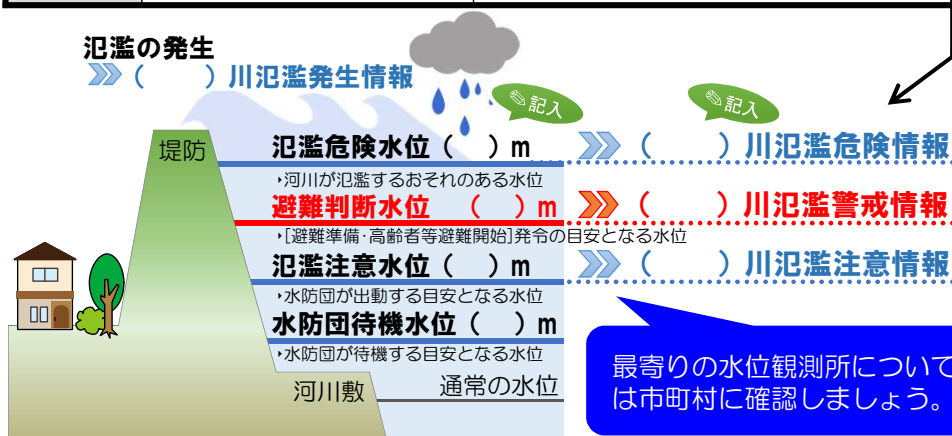 氾濫の発生
（　　）川氾濫発生情報
記入
記入
堤防
氾濫危険水位（　）m
（　　）川氾濫危険情報
・河川が氾濫するおそれのある水位
避難判断水位　（　）m
（　　）川氾濫警戒情報
・[避難準備・高齢者等避難開始]発令の目安となる水位
氾濫注意水位（　）m
（　　）川氾濫注意情報
・水防団が出動する目安となる水位
水防団待機水位（　）m
・水防団が待機する目安となる水位
河川敷
通常の水位
最寄りの水位観測所について
は市町村に確認しましょう。